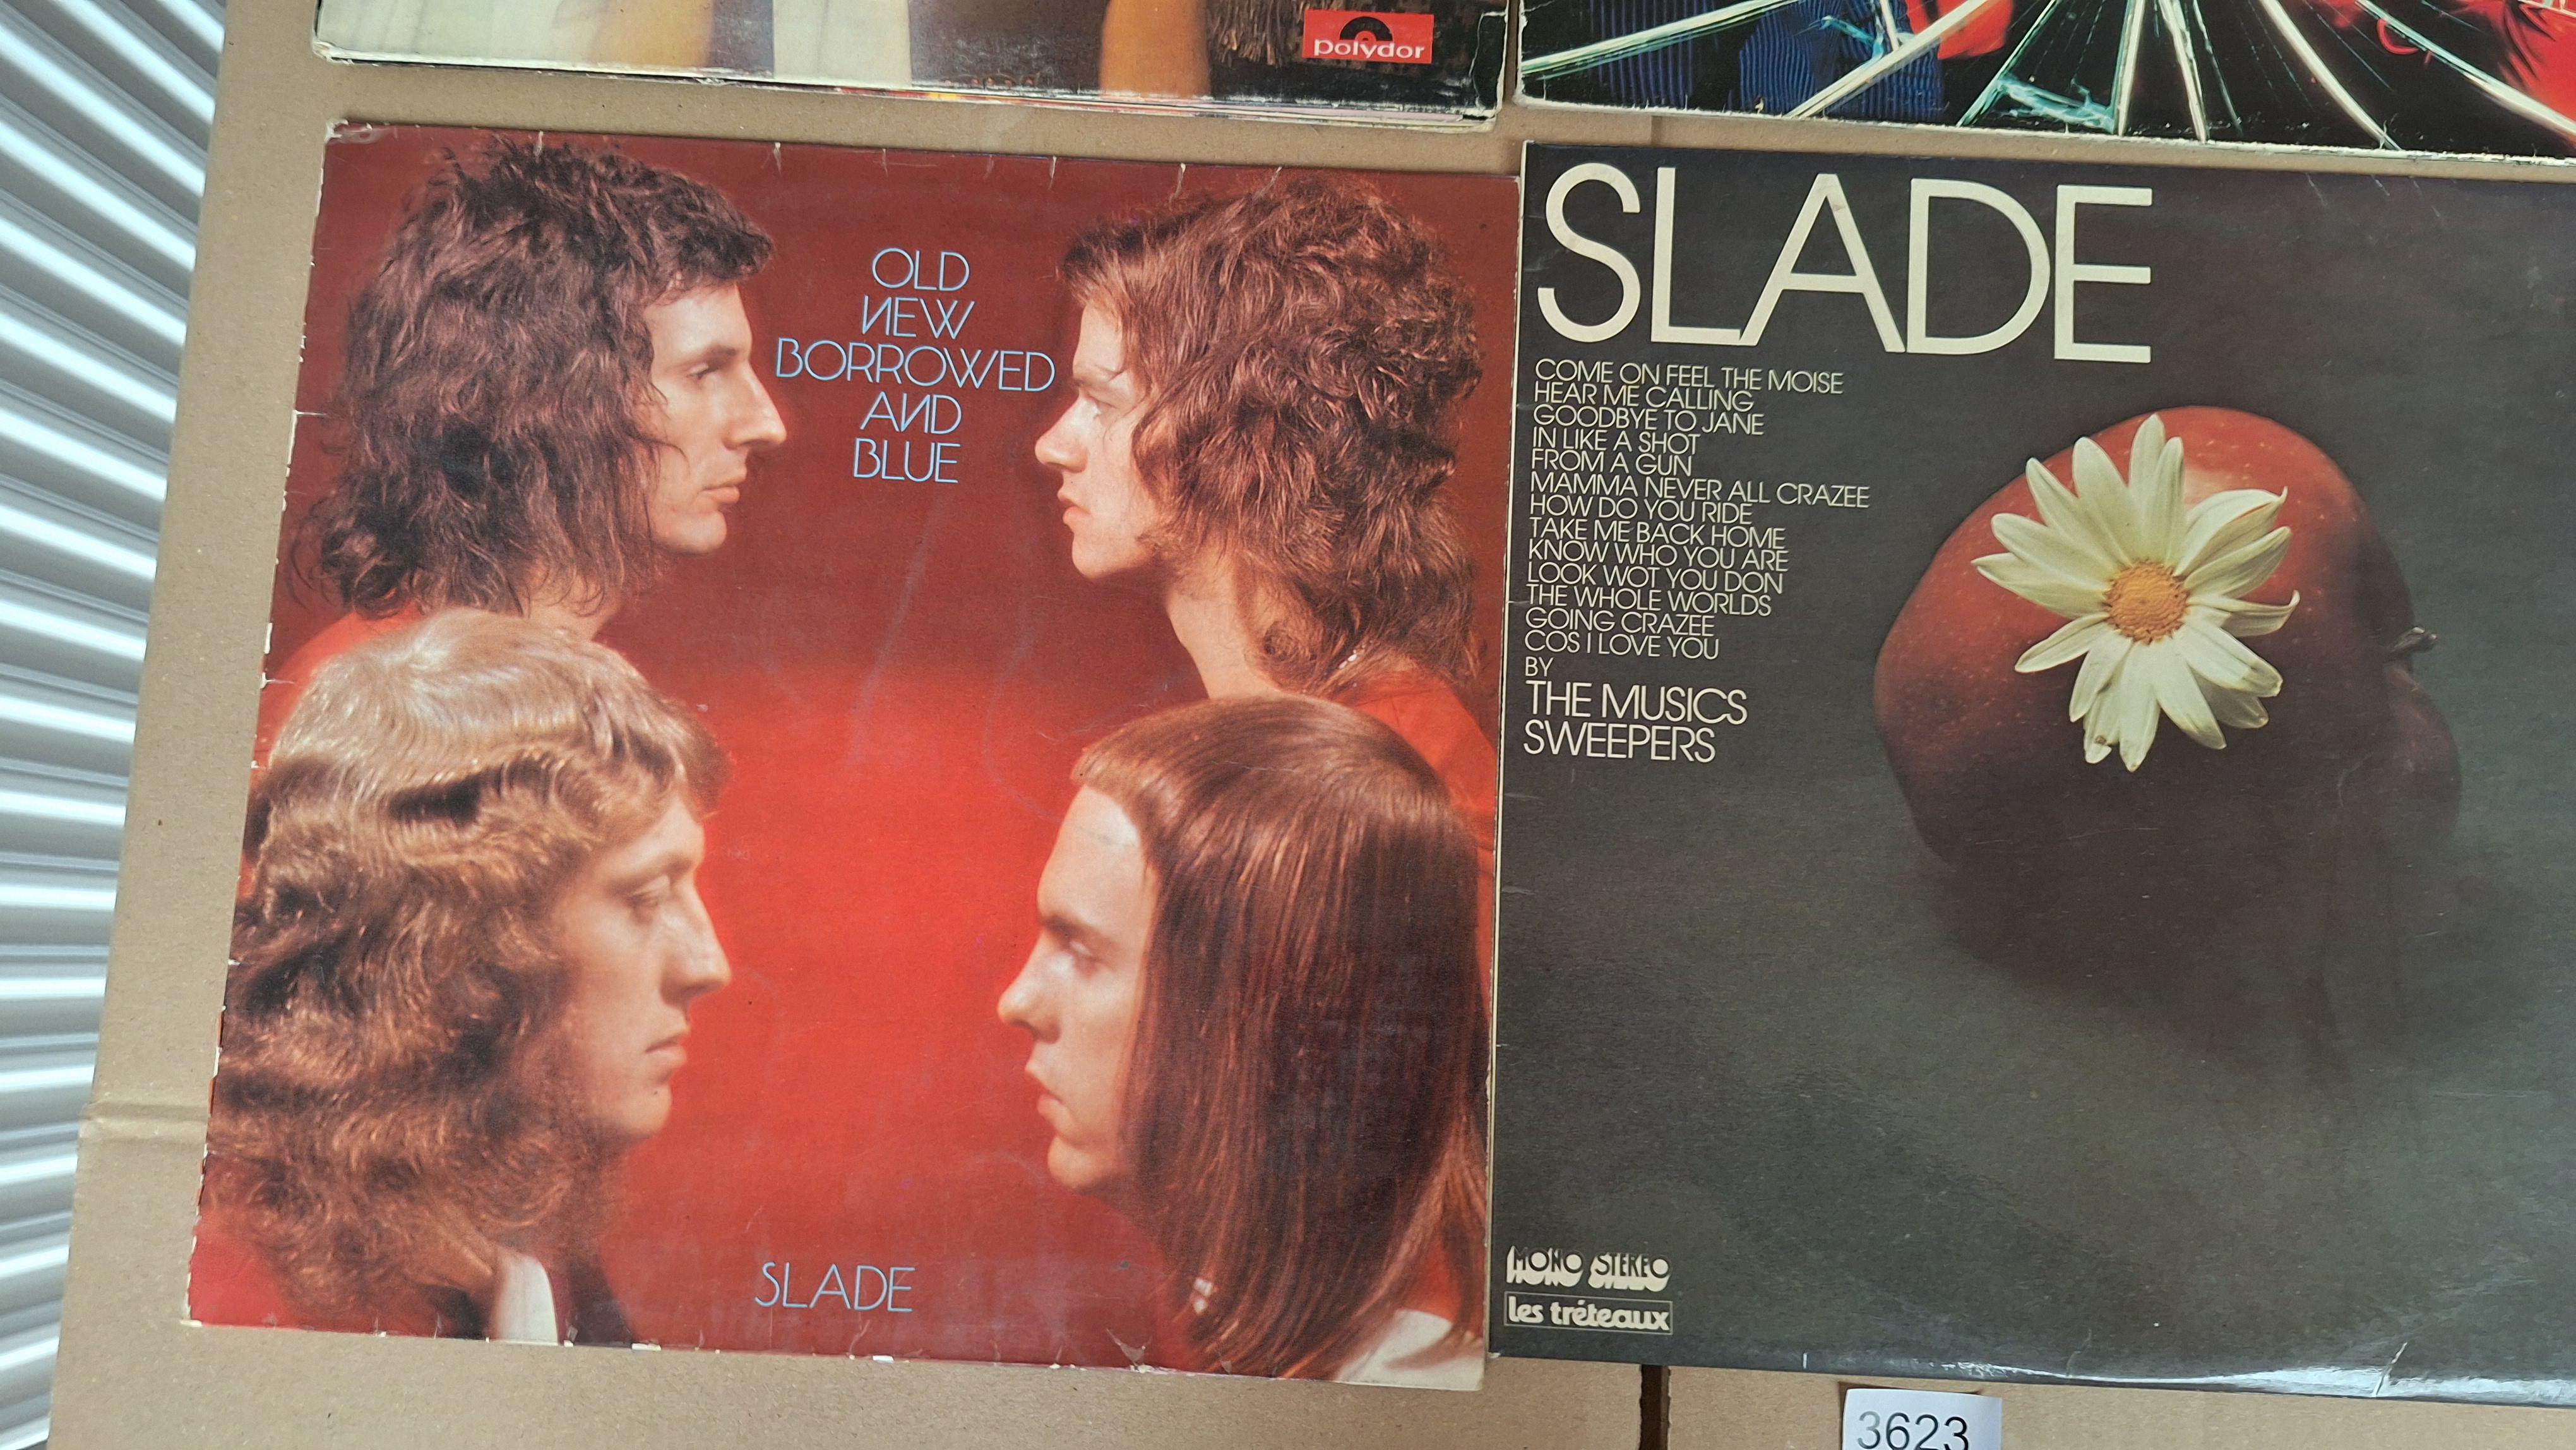 polydor
OLD
NEW
BORROWED
AND
BLUE
SLADE
SLADE
COME ON FEEL THE MOISE
HEAR ME CALLING
GOODBYE TO JANE
IN LIKE A SHOT
FROM A GUN
MAMMA NEVER ALL CRAZEE
HOW DO YOU RIDE
TAKE ME BACK HOME
KNOW WHO YOU ARE
LOOK WOT YOU DON
THE WHOLE WORLDS
GOING CRAZEE
COS I LOVE YOU
BY
THE MUSICS
SWEEPERS
MONO STEREO
les tréteaux
3623